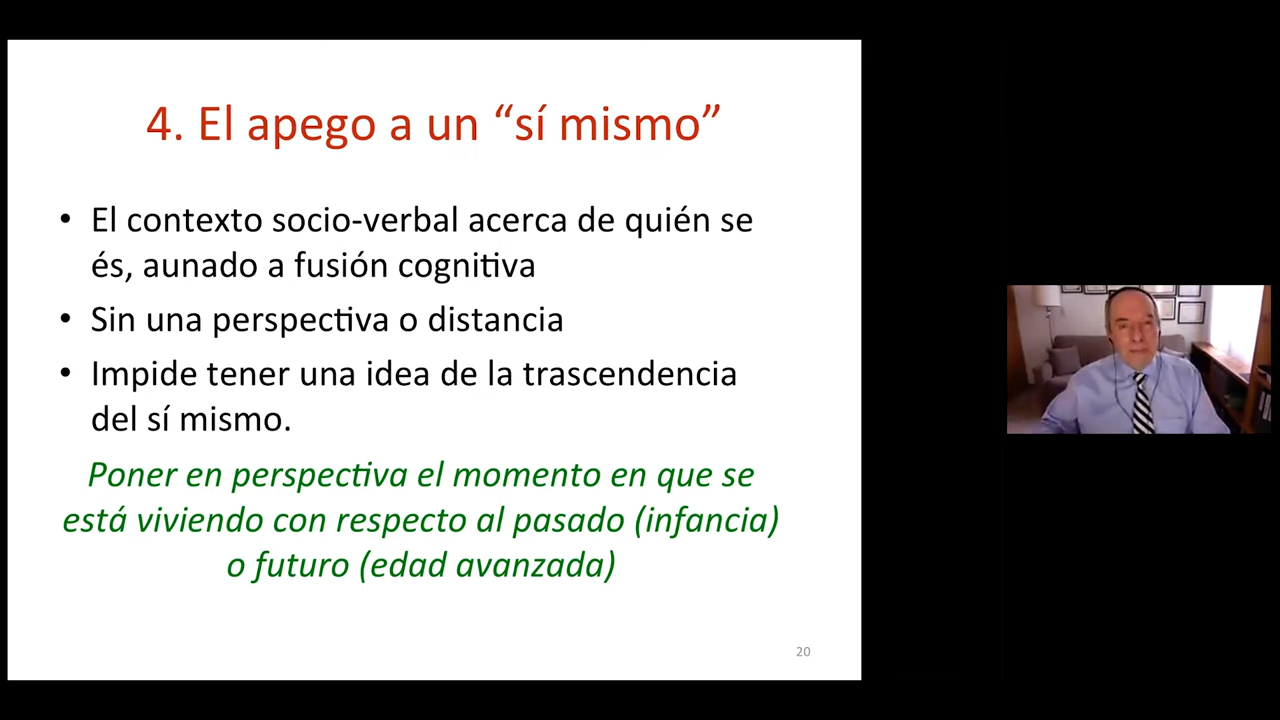 4. El apego a un “sí mismo”
• El contexto socio-verbal acerca de quién se
és, aunado a fusión cognitiva
• Sin una perspectiva o distancia
• Impide tener una idea de la trascendencia
del sí mismo.
Poner en perspectiva el momento en que se
está viviendo con respecto al pasado (infancia)
o futuro (edad avanzada)
20